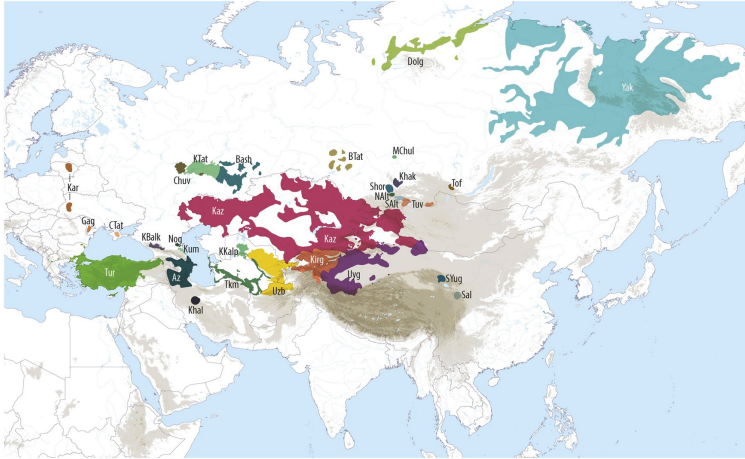 Dolg
Yak
MChul
KTat
Bash
BTat
Chuv
Khak
Tof
Kar
Shor
NAlt
SAlt
Tuv
Kaz
Gag
CTat
KBalk
Nog
Kum
KKalp
Kaz
Kirg
Tur
Az
Tkm
Uzb
Uyg
SYug
Sal
Khal